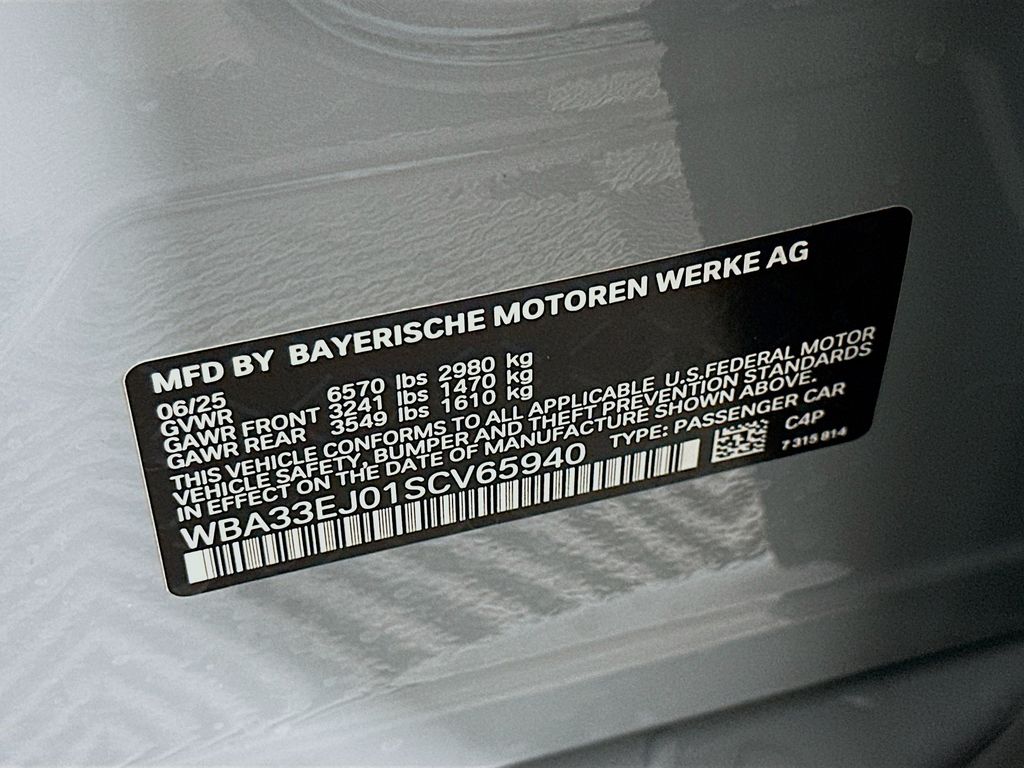 MFD BY BAYERISCHE MOTOREN WERKE AG
06/25
GVWR 6570 lbs 2980 kg
GAWR FRONT 3241 lbs 1470 kg
GAWR REAR 3549 lbs 1610 kg
THIS VEHICLE CONFORMS TO ALL APPLICABLE U.S.FEDERAL MOTOR
VEHICLE SAFETY, BUMPER AND THEFT PREVENTION STANDARDS
IN EFFECT ON THE DATE OF MANUFACTURE SHOWN ABOVE.
WBA33EJ01SCV65940 TYPE: PASSENGER CAR
C4P
7 315 814